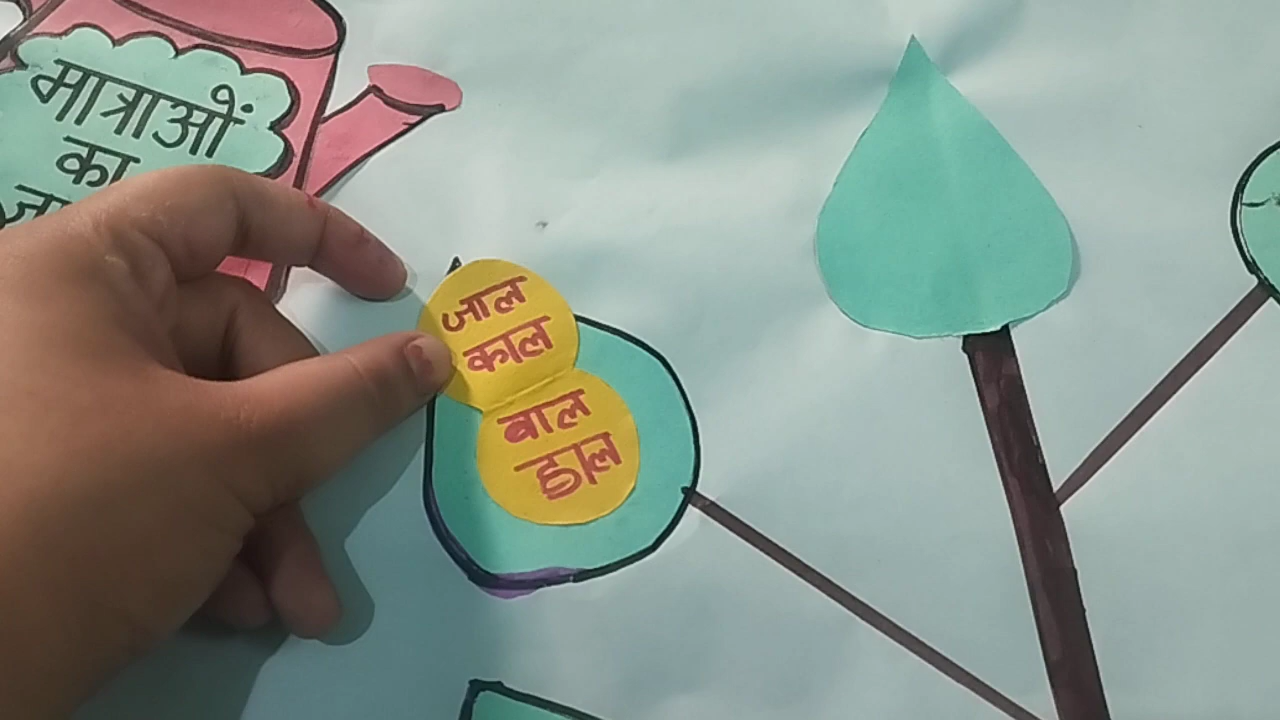 मात्राओं
का
जाल
काल
बाल
डाल